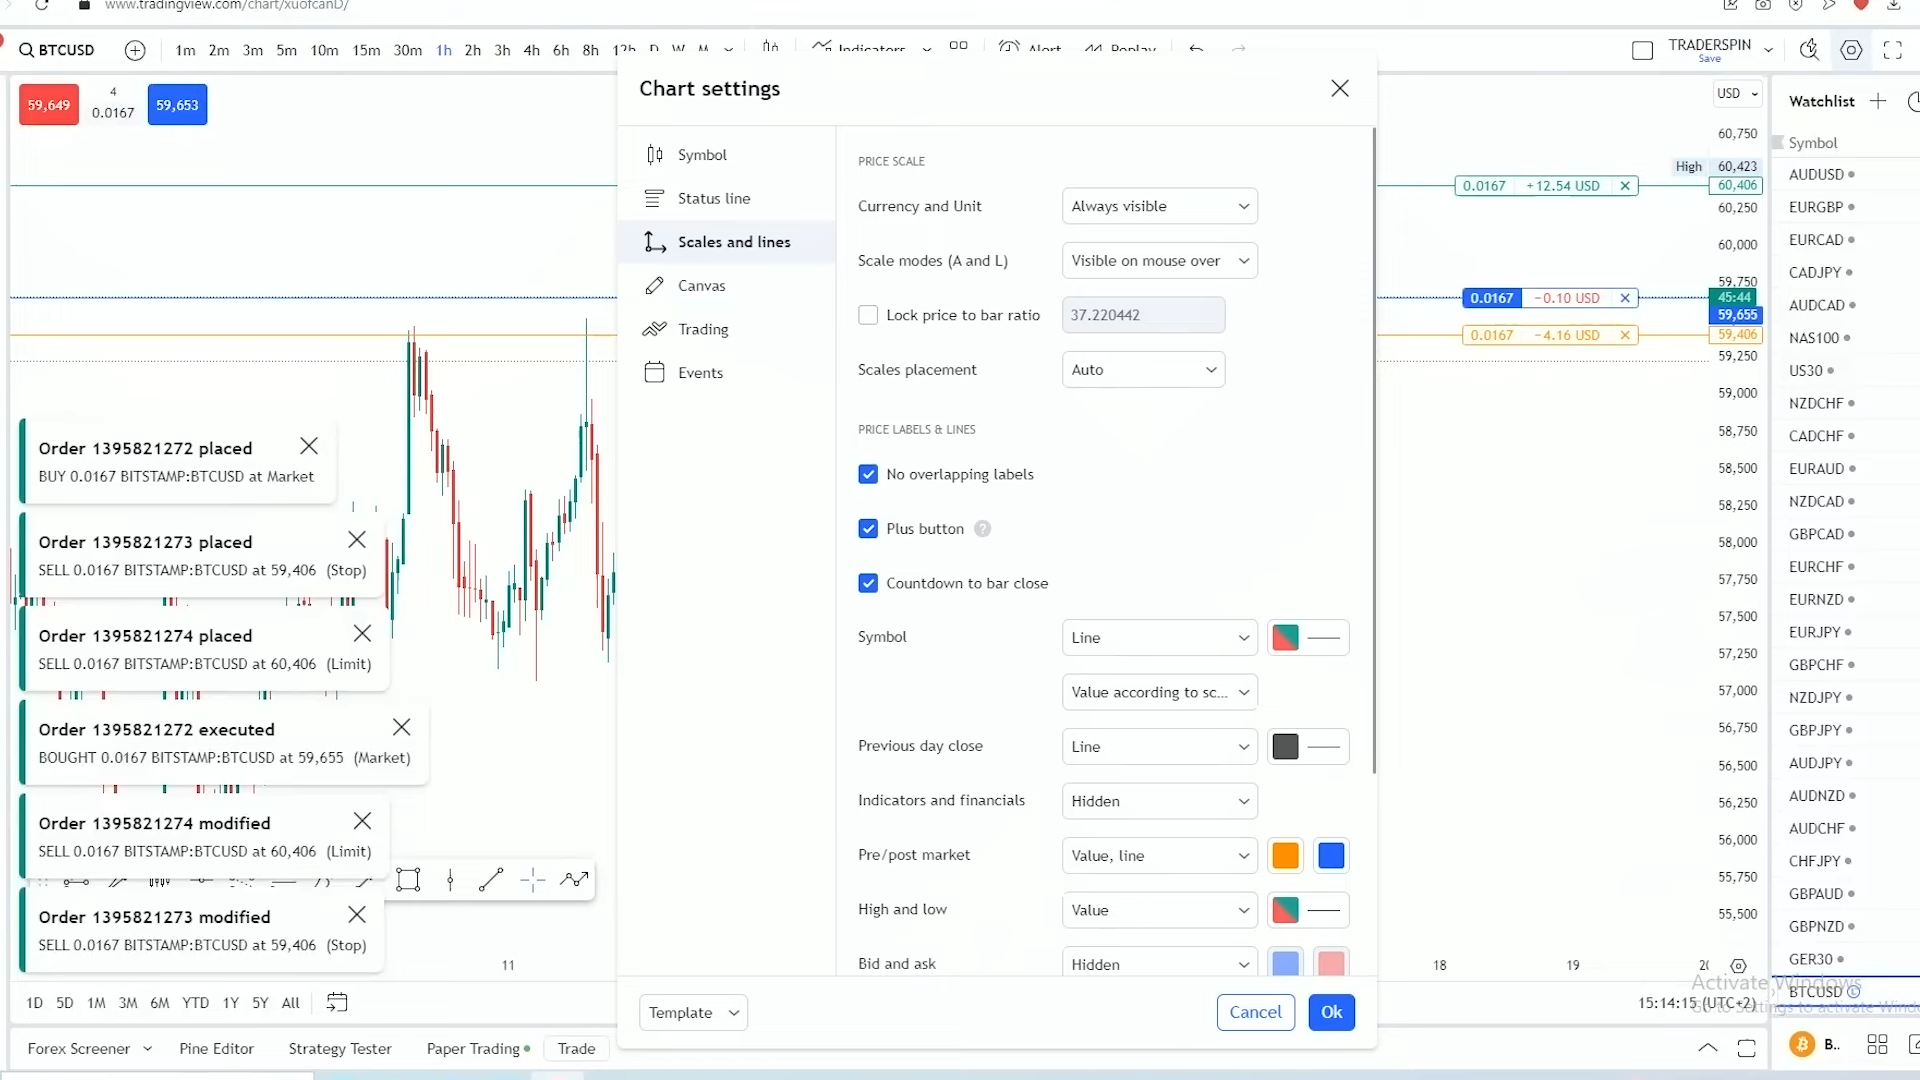 www.tradingview.com/chart/xuofcanD/
BTCUSD
1m 2m 3m 5m 10m 15m 30m 1h 2h 3h 4h 6h 8h 12h D W M
Indicators
Alert
Replay
TRADERSPIN
Save
59,649
4
0.0167
59,653
Chart settings
Symbol
Status line
Scales and lines
Canvas
Trading
Events
PRICE SCALE
Currency and Unit
Always visible
Scale modes (A and L)
Visible on mouse over
Lock price to bar ratio
37.220442
Scales placement
Auto
PRICE LABELS & LINES
No overlapping labels
Plus button ?
Countdown to bar close
Symbol
Line
Value according to sc...
Previous day close
Line
Indicators and financials
Hidden
Pre/post market
Value, line
High and low
Value
Bid and ask
Hidden
Template
Cancel
Ok
USD
60,750
High 60,423
0.0167 +12.54 USD
60,406
60,250
60,000
59,750
0.0167 −0.10 USD
45:44
59,655
0.0167 −4.16 USD
59,406
59,250
59,000
58,750
58,500
58,250
58,000
57,750
57,500
57,250
57,000
56,750
56,500
56,250
56,000
55,750
55,500
Order 1395821272 placed
BUY 0.0167 BITSTAMP:BTCUSD at Market
Order 1395821273 placed
SELL 0.0167 BITSTAMP:BTCUSD at 59,406 (Stop)
Order 1395821274 placed
SELL 0.0167 BITSTAMP:BTCUSD at 60,406 (Limit)
Order 1395821272 executed
BOUGHT 0.0167 BITSTAMP:BTCUSD at 59,655 (Market)
Order 1395821274 modified
SELL 0.0167 BITSTAMP:BTCUSD at 60,406 (Limit)
Order 1395821273 modified
SELL 0.0167 BITSTAMP:BTCUSD at 59,406 (Stop)
11
18
19
1D 5D 1M 3M 6M YTD 1Y 5Y All
15:14:15 (UTC+2)
Forex Screener
Pine Editor
Strategy Tester
Paper Trading
Trade
Watchlist
Symbol
AUDUSD
EURGBP
EURCAD
CADJPY
AUDCAD
NAS100
US30
NZDCHF
CADCHF
EURAUD
NZDCAD
GBPCAD
EURCHF
EURNZD
EURJPY
GBPCHF
NZDJPY
GBPJPY
AUDJPY
AUDNZD
AUDCHF
CHFJPY
GBPAUD
GBPNZD
GER30
BTCUSD
Activate Windows
Go to Settings to activate
B..